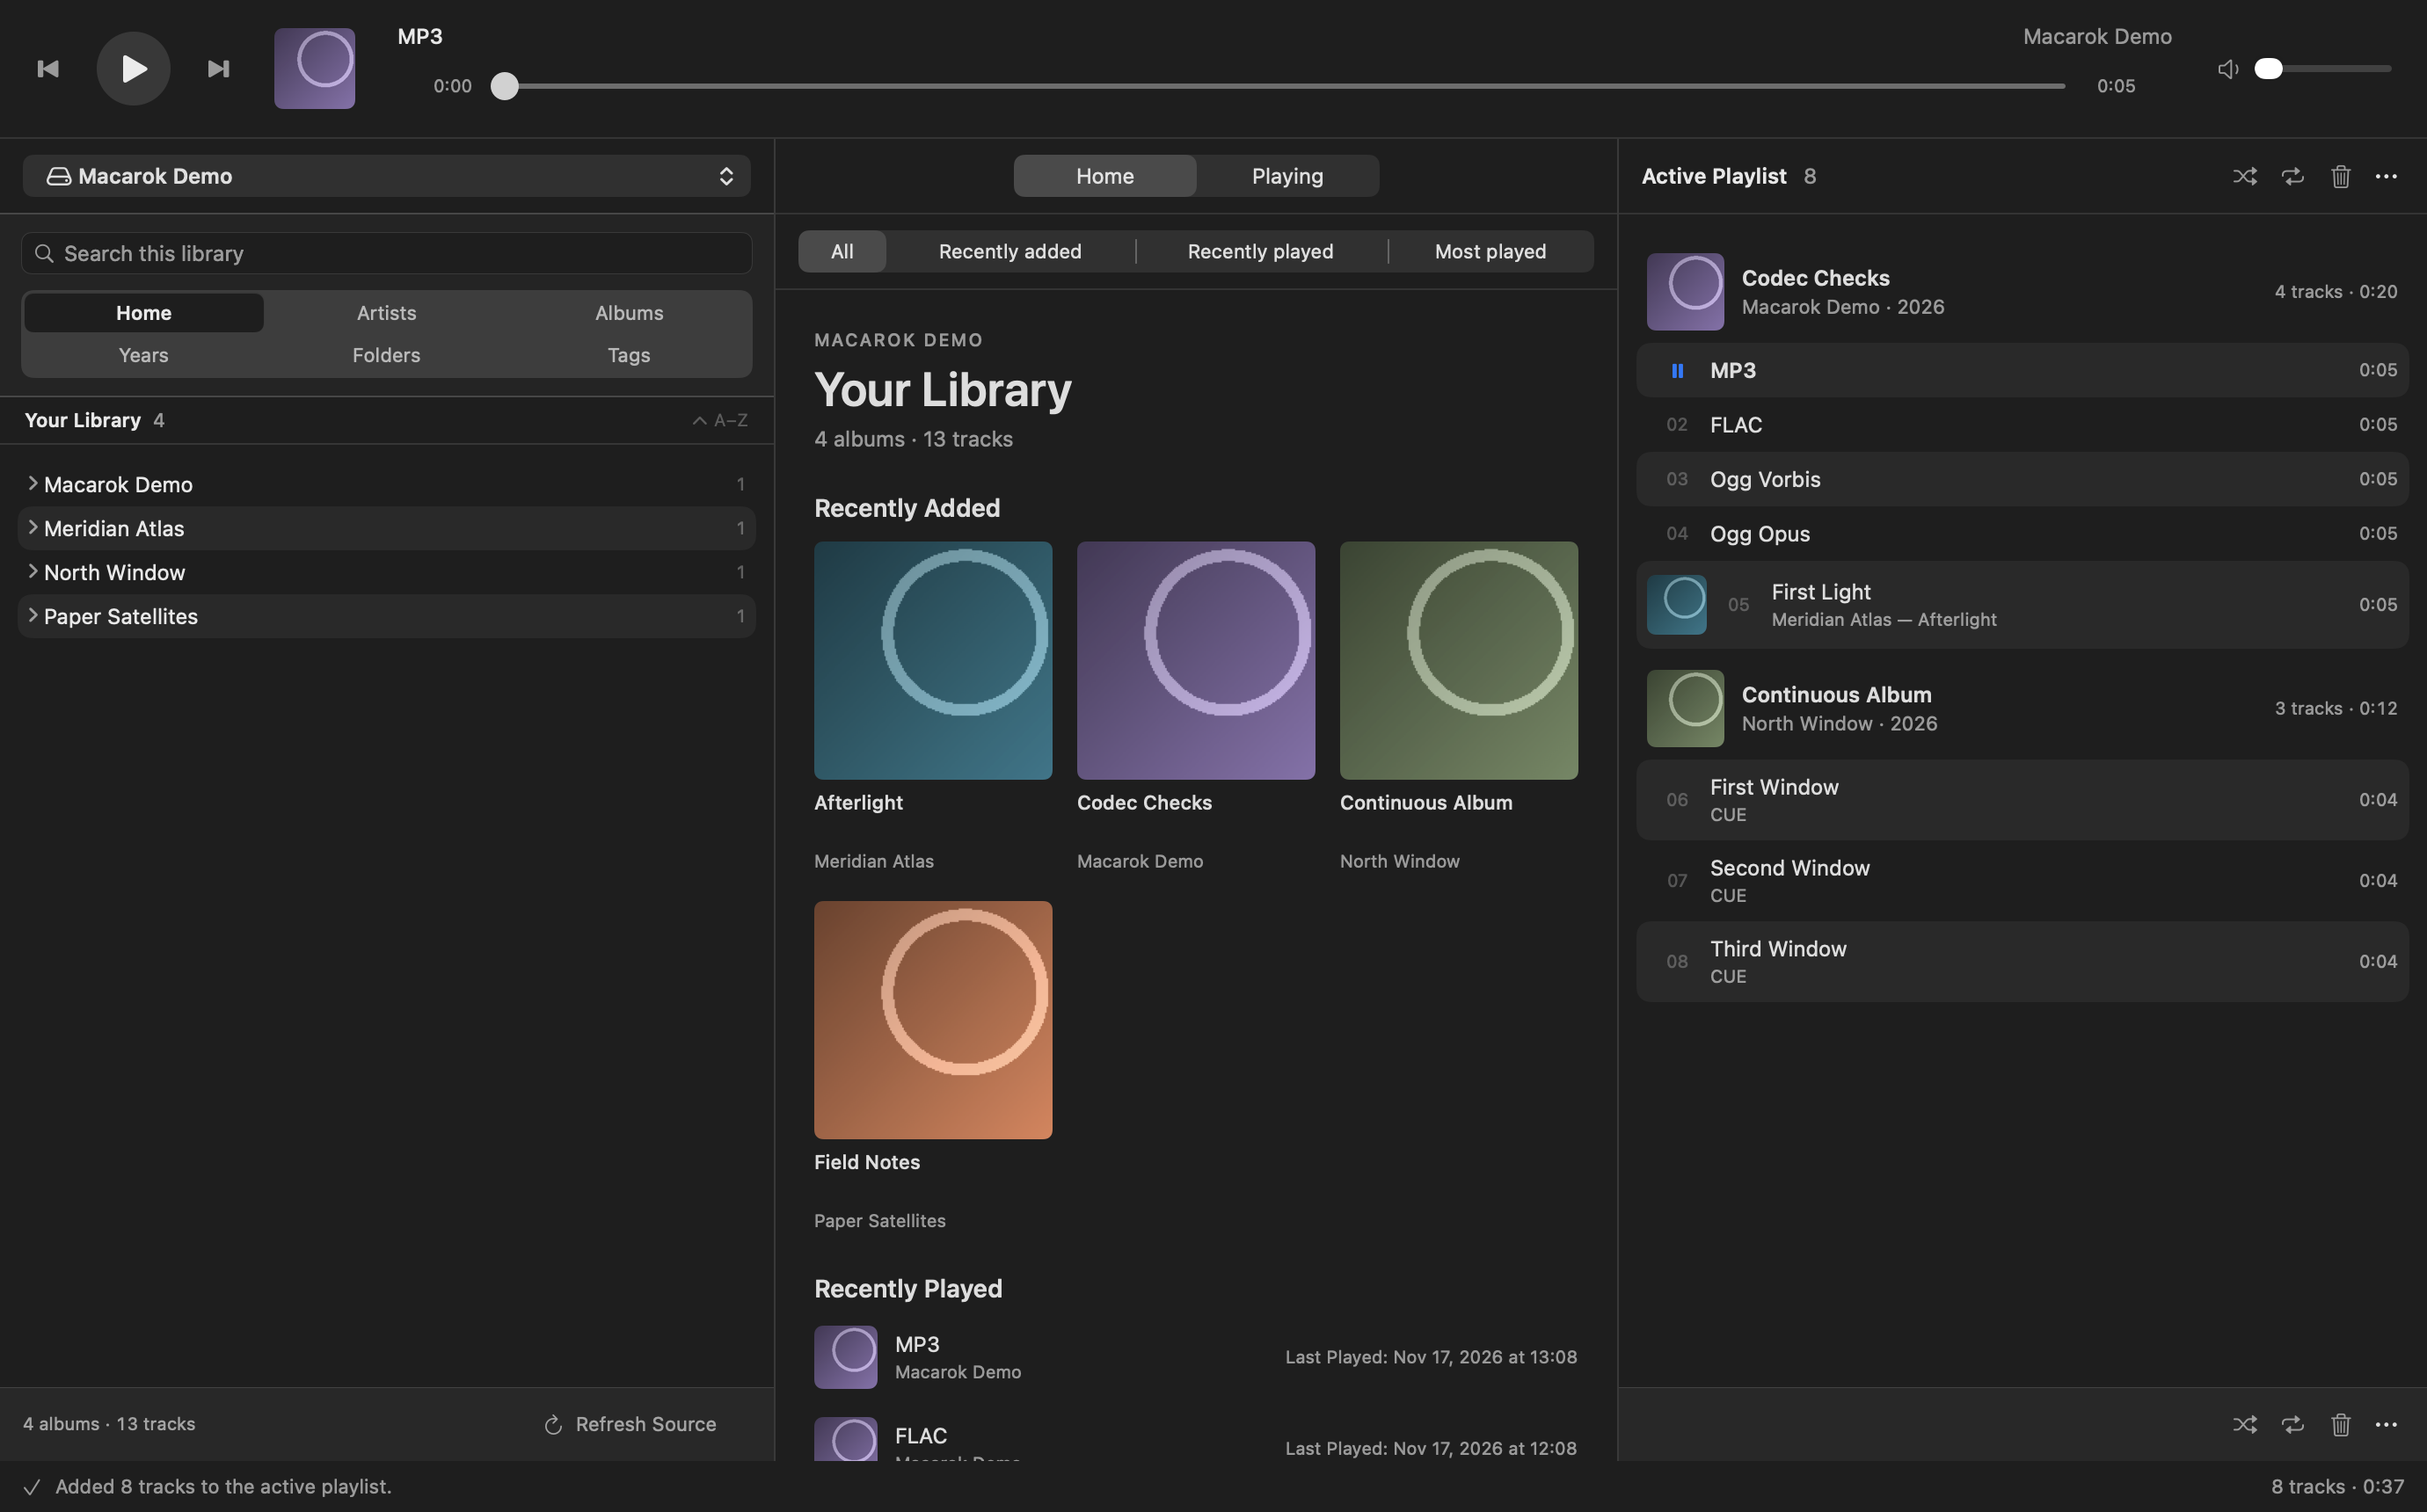 MP3
Macarok Demo
0:00
0:05
Macarok Demo
Search this library
Home Artists Albums
Years Folders Tags
Your Library 4
A–Z
Macarok Demo 1
Meridian Atlas 1
North Window 1
Paper Satellites 1
4 albums · 13 tracks
Refresh Source
Home Playing
All Recently added Recently played Most played
MACAROK DEMO
Your Library
4 albums · 13 tracks
Recently Added
Afterlight
Meridian Atlas
Codec Checks
Macarok Demo
Continuous Album
North Window
Field Notes
Paper Satellites
Recently Played
MP3
Macarok Demo
Last Played: Nov 17, 2026 at 13:08
FLAC
Macarok Demo
Last Played: Nov 17, 2026 at 12:08
Active Playlist 8
Codec Checks
Macarok Demo · 2026
4 tracks · 0:20
MP3 0:05
02 FLAC 0:05
03 Ogg Vorbis 0:05
04 Ogg Opus 0:05
05 First Light 0:05
Meridian Atlas — Afterlight
Continuous Album
North Window · 2026
3 tracks · 0:12
06 First Window 0:04
CUE
07 Second Window 0:04
CUE
08 Third Window 0:04
CUE
Added 8 tracks to the active playlist.
8 tracks · 0:37